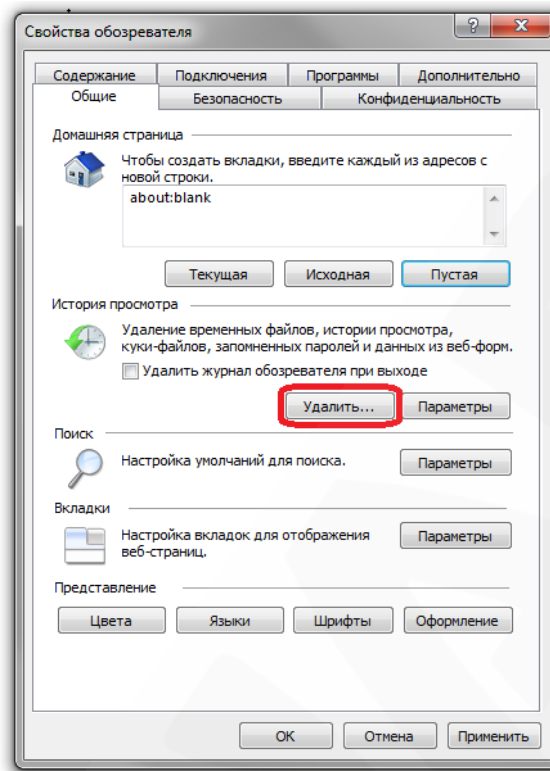 Свойства обозревателя
Содержание Подключения Программы Дополнительно
Общие Безопасность Конфиденциальность
Домашняя страница
Чтобы создать вкладки, введите каждый из адресов с
новой строки.
about:blank
Текущая Исходная Пустая
История просмотра
Удаление временных файлов, истории просмотра,
куки-файлов, запомненных паролей и данных из веб-форм.
Удалить журнал обозревателя при выходе
Удалить... Параметры
Поиск
Настройка умолчаний для поиска. Параметры
Вкладки
Настройка вкладок для отображения
веб-страниц. Параметры
Представление
Цвета Языки Шрифты Оформление
ОК Отмена Применить